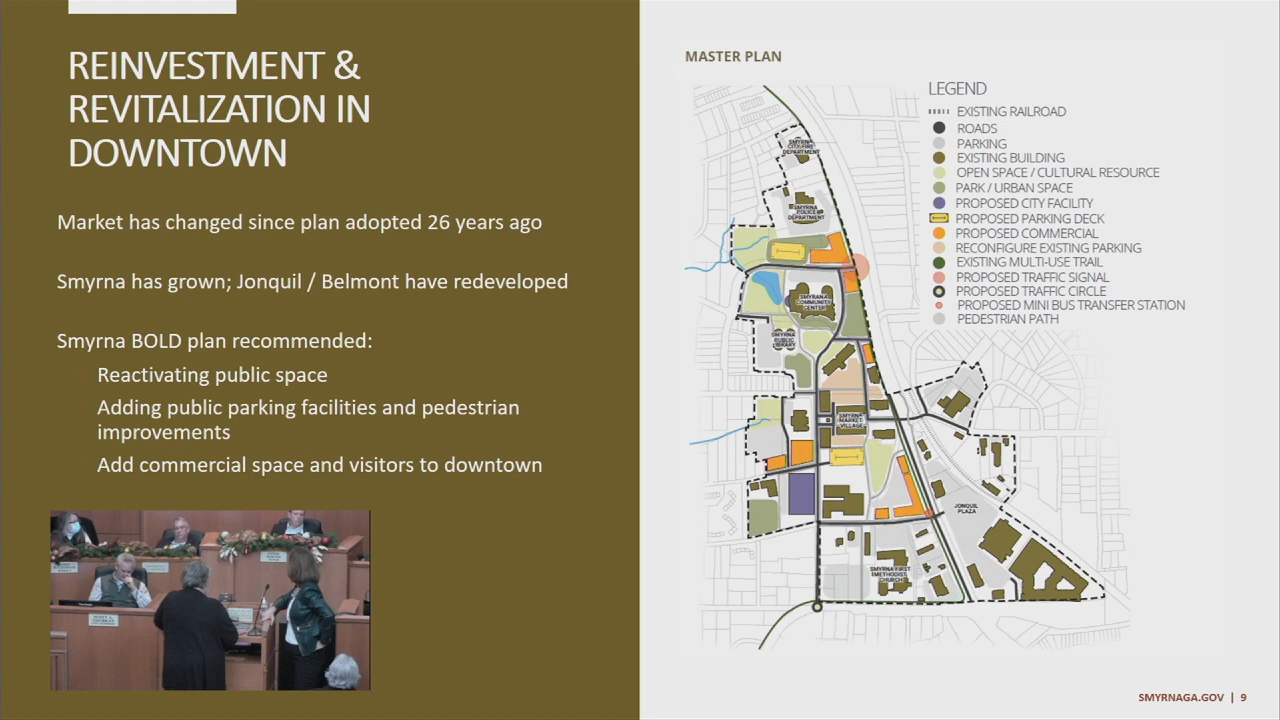 REINVESTMENT &
REVITALIZATION IN
DOWNTOWN
Market has changed since plan adopted 26 years ago
Smyrna has grown; Jonquil / Belmont have redeveloped
Smyrna BOLD plan recommended:
Reactivating public space
Adding public parking facilities and pedestrian
improvements
Add commercial space and visitors to downtown
MASTER PLAN
LEGEND
EXISTING RAILROAD
ROADS
PARKING
EXISTING BUILDING
OPEN SPACE / CULTURAL RESOURCE
PARK / URBAN SPACE
PROPOSED CITY FACILITY
PROPOSED PARKING DECK
PROPOSED COMMERCIAL
RECONFIGURE EXISTING PARKING
EXISTING MULTI-USE TRAIL
PROPOSED TRAFFIC SIGNAL
PROPOSED TRAFFIC CIRCLE
PROPOSED MINI BUS TRANSFER STATION
PEDESTRIAN PATH
SMYRNA
CITY FIRE
DEPARTMENT
SMYRNA
POLICE
DEPARTMENT
SMYRANA
COMMUNITY
CENTER
SMYRNA
PUBLIC
LIBRARY
SMYRNA
MARKET
VILLAGE
JONQUIL
PLAZA
SMYRNA FIRST
METHODIST
CHURCH
SMYRNAGA.GOV | 9